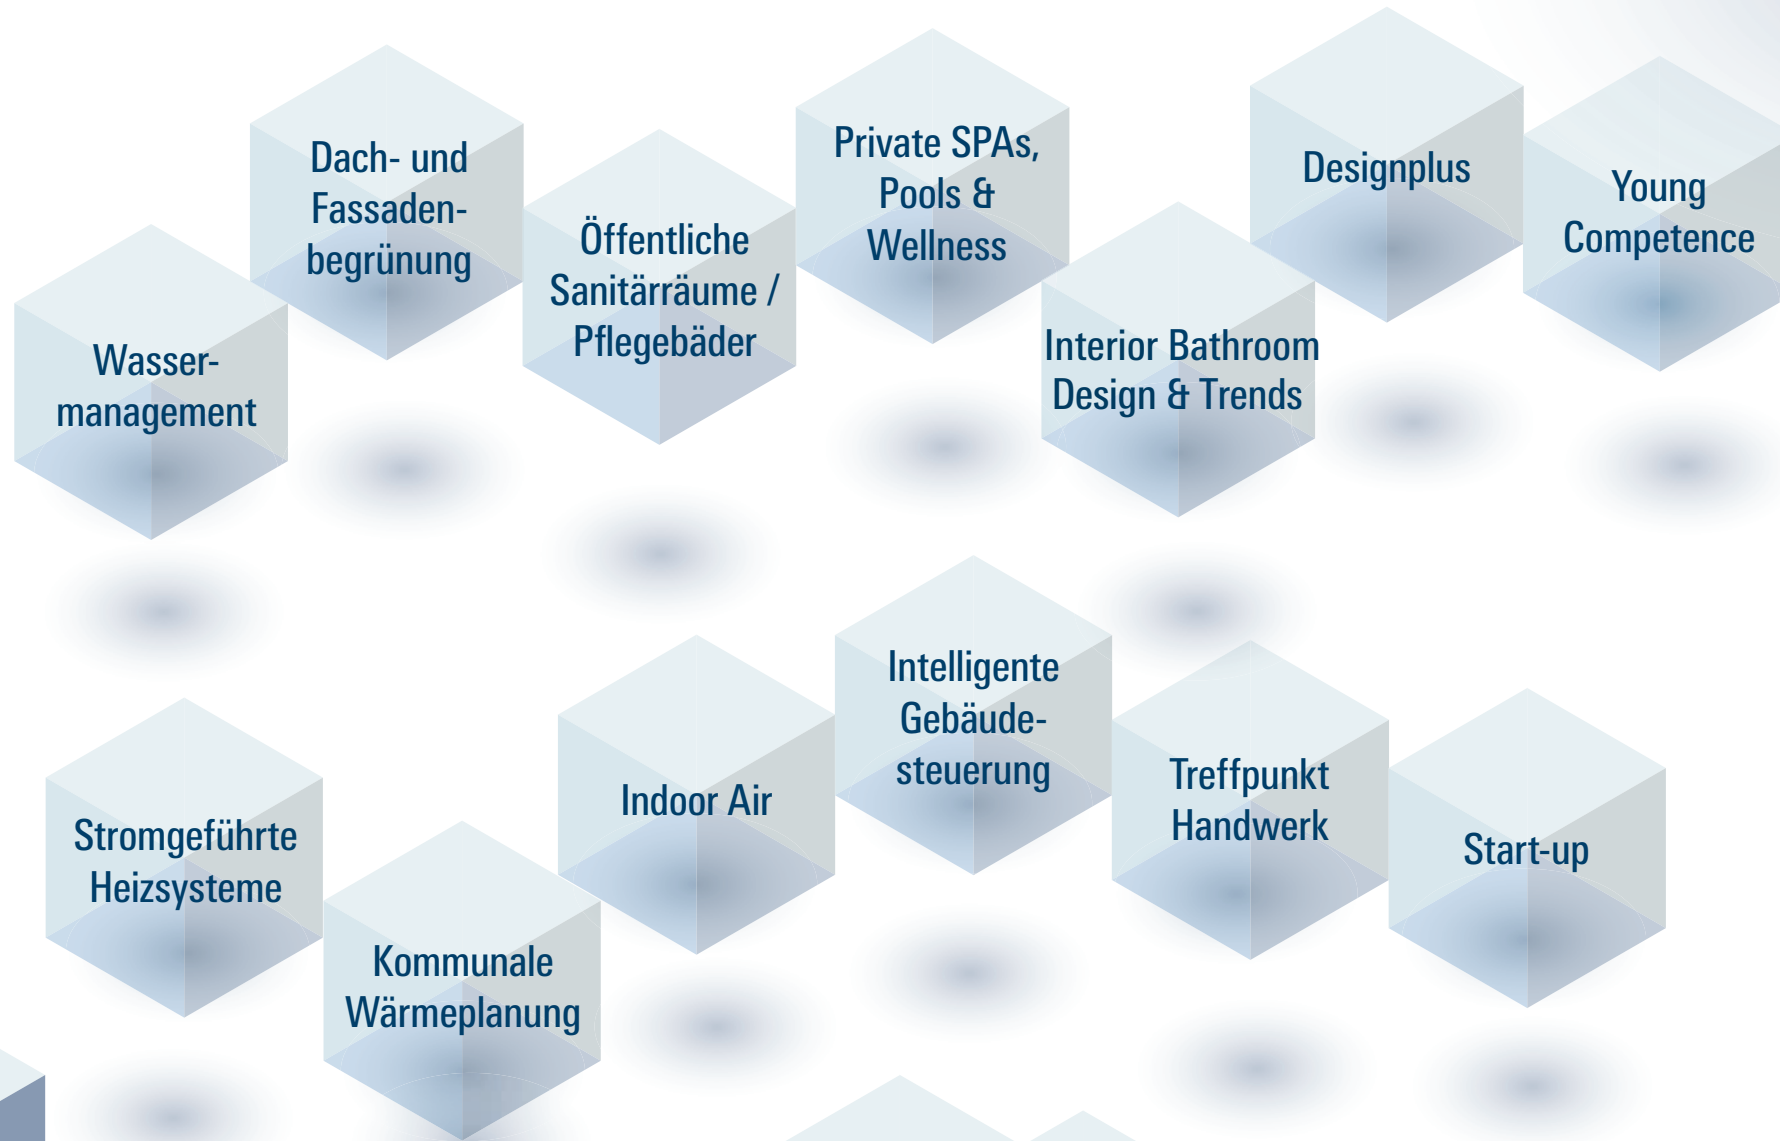 Wasser-
management
Dach- und
Fassaden-
begrünung
Öffentliche
Sanitärräume /
Pflegebäder
Private SPAs,
Pools &
Wellness
Interior Bathroom
Design & Trends
Designplus
Young
Competence
Stromgeführte
Heizsysteme
Kommunale
Wärmeplanung
Indoor Air
Intelligente
Gebäude-
steuerung
Treffpunkt
Handwerk
Start-up